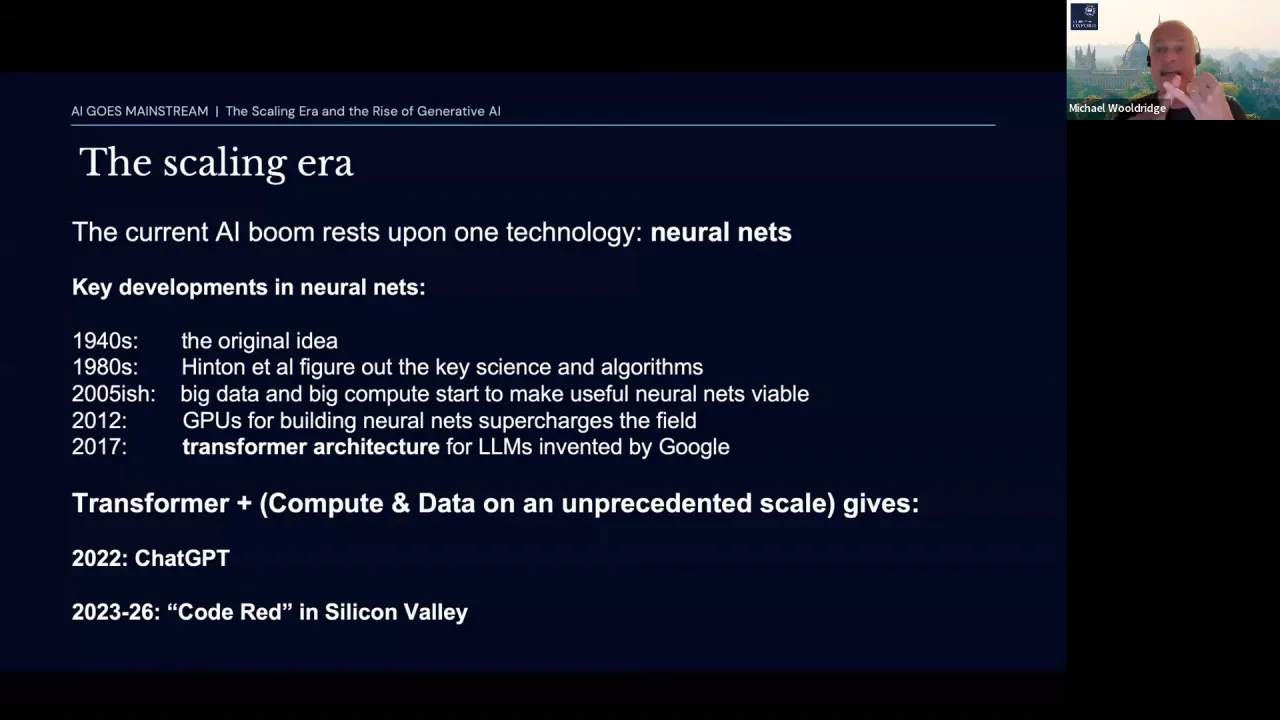 AI GOES MAINSTREAM | The Scaling Era and the Rise of Generative AI
The scaling era
The current AI boom rests upon one technology: neural nets
Key developments in neural nets:
1940s: the original idea
1980s: Hinton et al figure out the key science and algorithms
2005ish: big data and big compute start to make useful neural nets viable
2012: GPUs for building neural nets supercharges the field
2017: transformer architecture for LLMs invented by Google
Transformer + (Compute & Data on an unprecedented scale) gives:
2022: ChatGPT
2023-26: “Code Red” in Silicon Valley
OXFORD
Michael Wooldridge